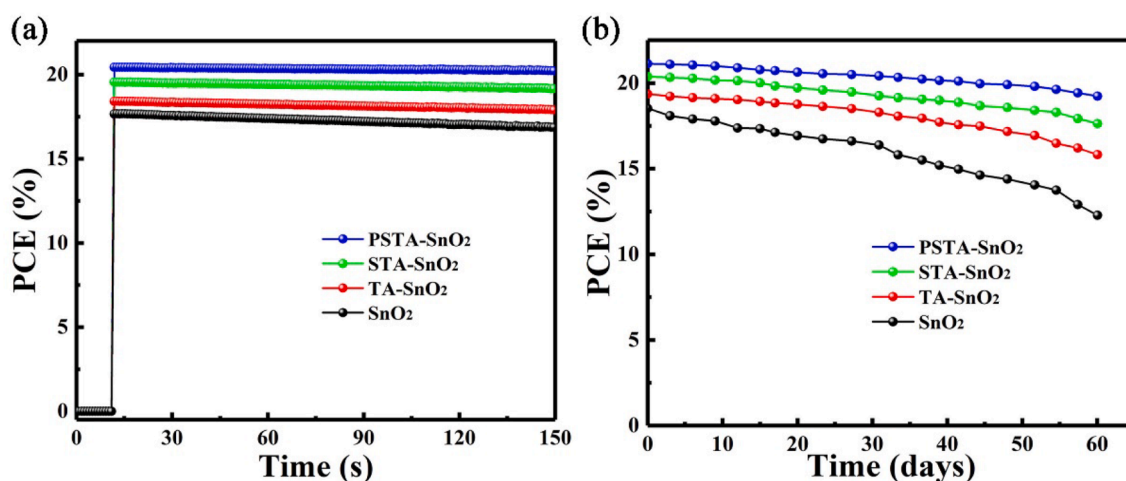 (a)
PCE (%)
20
15
10
5
0
PSTA-SnO₂
STA-SnO₂
TA-SnO₂
SnO₂
0 30 60 90 120 150
Time (s)
(b)
PCE (%)
20
15
10
5
0
PSTA-SnO₂
STA-SnO₂
TA-SnO₂
SnO₂
0 10 20 30 40 50 60
Time (days)